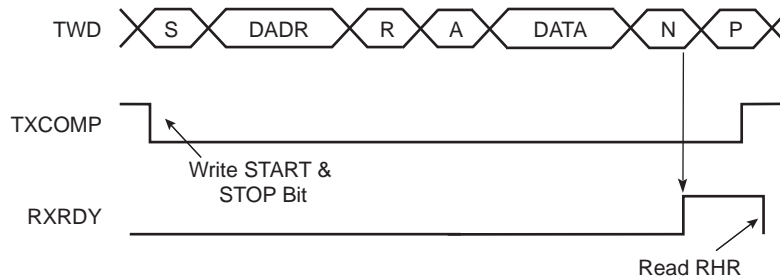 TWD S DADR R A DATA N P
TXCOMP
Write START &
STOP Bit
RXRDY
Read RHR